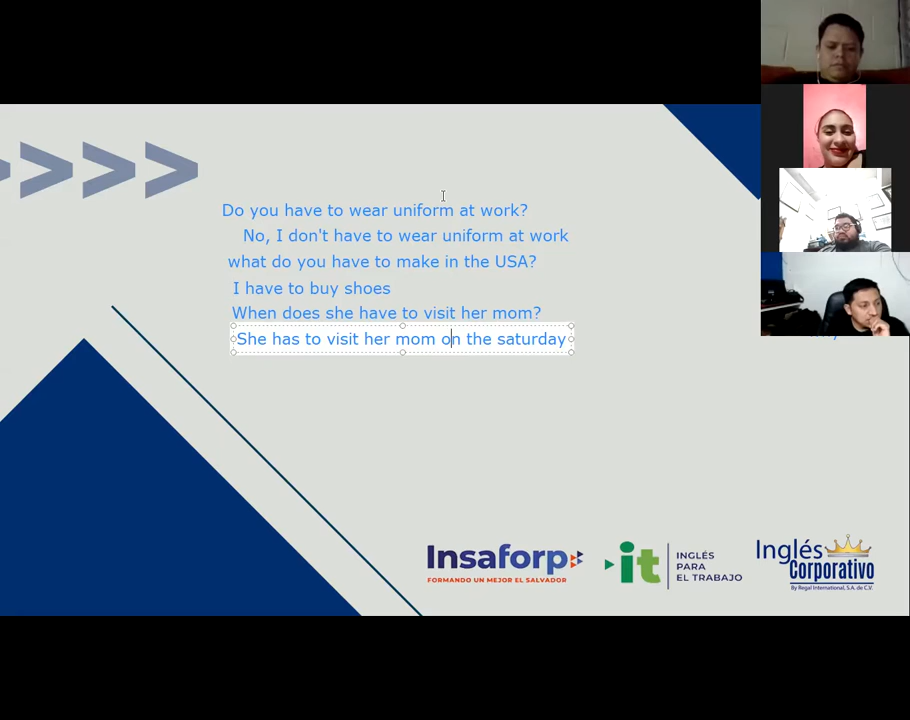 Do you have to wear uniform at work?
No, I don't have to wear uniform at work
what do you have to make in the USA?
I have to buy shoes
When does she have to visit her mom?
She has to visit her mom on the saturday
Insaforp
FORMANDO UN MEJOR EL SALVADOR
it
INGLÉS
PARA
EL TRABAJO
Inglés
Corporativo
By Regal International, S.A. de C.V.